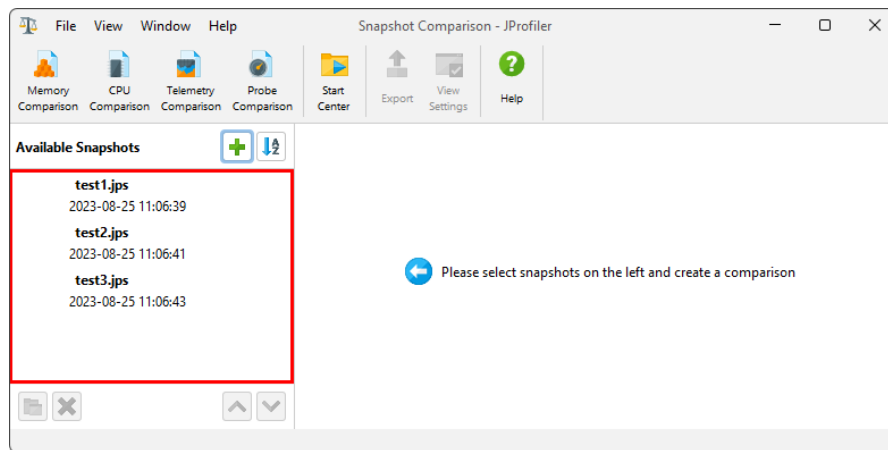 File View Window Help
Snapshot Comparison - JProfiler
Memory Comparison
CPU Comparison
Telemetry Comparison
Probe Comparison
Start Center
Export
View Settings
Help
Available Snapshots
test1.jps
2023-08-25 11:06:39
test2.jps
2023-08-25 11:06:41
test3.jps
2023-08-25 11:06:43
Please select snapshots on the left and create a comparison